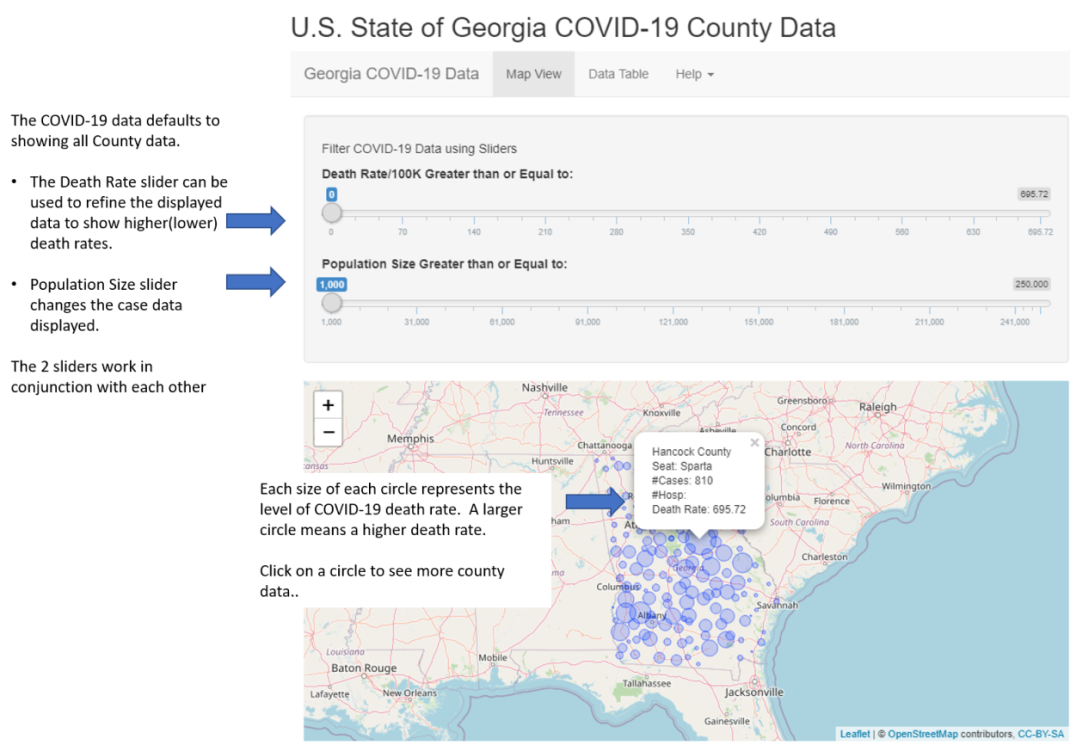 U.S. State of Georgia COVID-19 County Data
Georgia COVID-19 Data Map View Data Table Help
The COVID-19 data defaults to
showing all County data.
• The Death Rate slider can be
used to refine the displayed
data to show higher(lower)
death rates.
• Population Size slider
changes the case data
displayed.
The 2 sliders work in
conjunction with each other
Filter COVID-19 Data using Sliders
Death Rate/100K Greater than or Equal to:
0 695.72
0 70 140 210 280 350 420 490 560 630 695.72
Population Size Greater than or Equal to:
1,000 250,000
1,000 31,000 61,000 91,000 121,000 151,000 181,000 211,000 241,000
+
−
Nashville
Tennessee
Knoxville
Greensboro
Raleigh
Memphis
Asheville
Concord
Chattanooga
Charlotte
North Carolina
ansas
Huntsville
Hancock County
Seat: Sparta
#Cases: 810
#Hosp:
Death Rate: 695.72
×
Wilmington
olumbia
Florence
South Carolina
Each size of each circle represents the
level of COVID-19 death rate. A larger
circle means a higher death rate.
Click on a circle to see more county
data..
R
ham
At
Charleston
Georgia
ma
Columbus
Savannah
Albany
Louisiana
Mobile
Baton Rouge
Tallahassee
Lafayette
New Orleans
Jacksonville
Gainesville
Leaflet | © OpenStreetMap contributors, CC-BY-SA